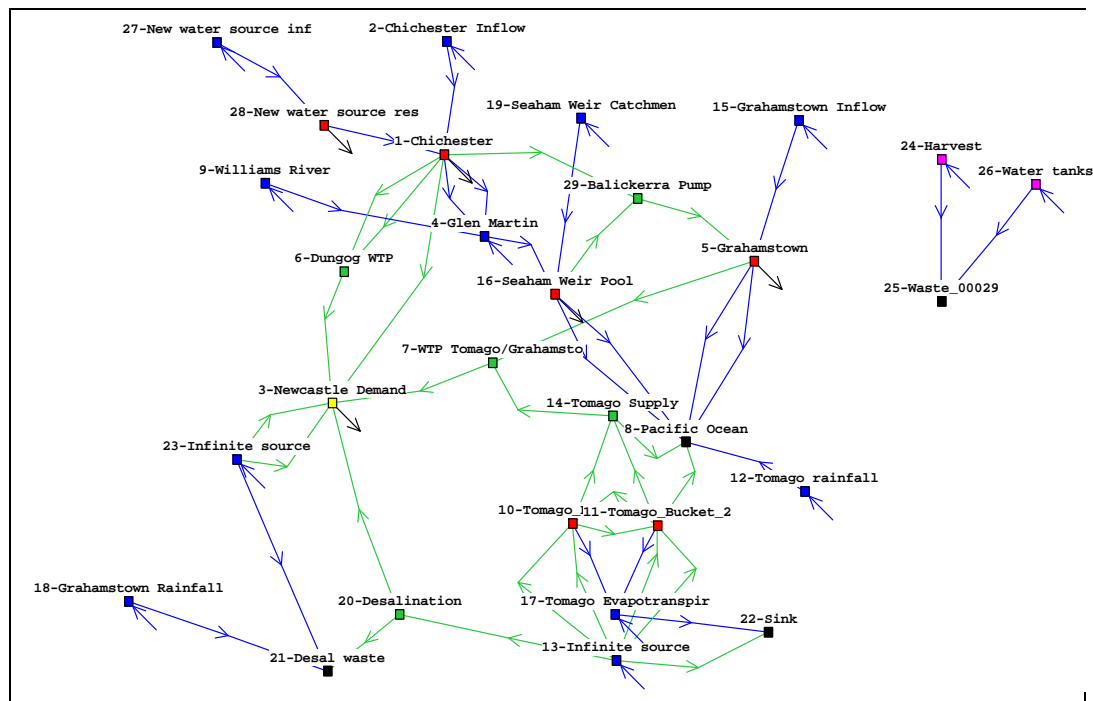 27-New water source inf
2-Chichester Inflow
19-Seaham Weir Catchmen
15-Grahamstown Inflow
28-New water source res
1-Chichester
24-Harvest
9-Williams River
26-Water tanks
29-Balickerra Pump
4-Glen Martin
5-Grahamstown
6-Dungog WTP
16-Seaham Weir Pool
25-Waste_00029
7-WTP Tomago/Grahamsto
3-Newcastle Demand
14-Tomago Supply
8-Pacific Ocean
23-Infinite source
12-Tomago rainfall
10-Tomago_
11-Tomago_Bucket_2
18-Grahamstown Rainfall
20-Desalination
17-Tomago Evapotranspir
22-Sink
13-Infinite source
21-Desal waste